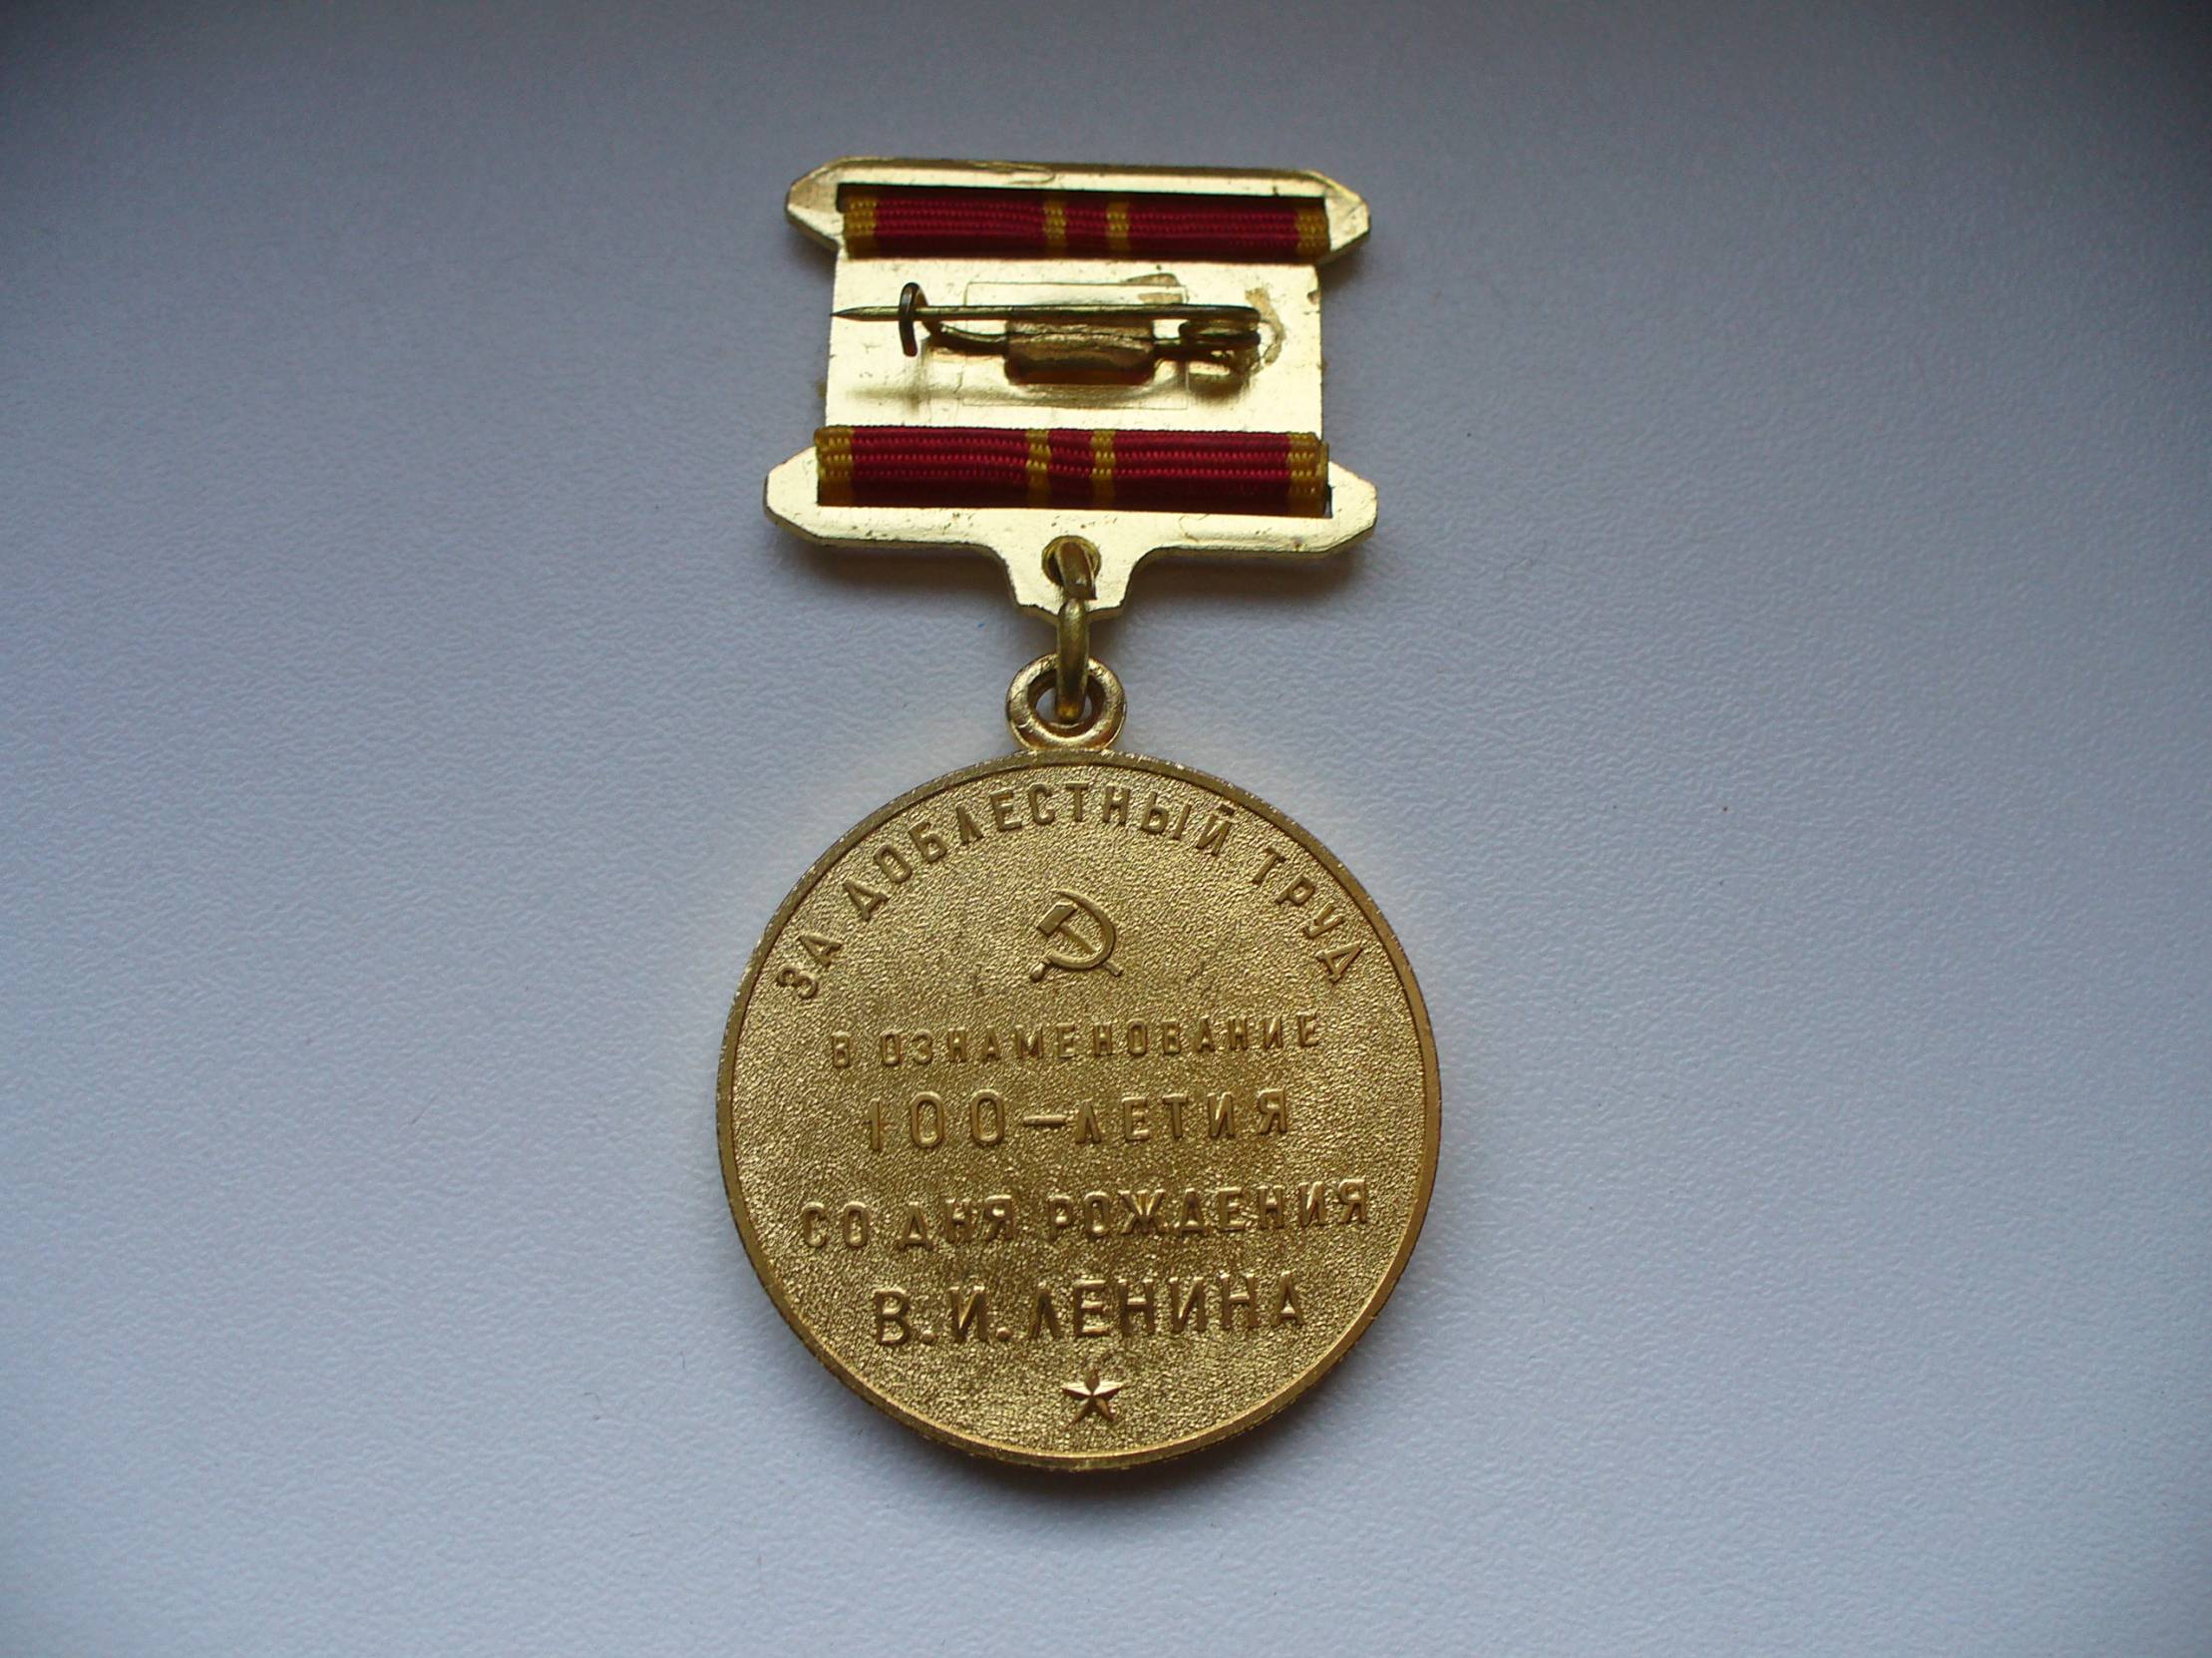 ЗА ДОБЛЕСТНЫЙ ТРУД
В ОЗНАМЕНОВАНИЕ
100-ЛЕТИЯ
СО ДНЯ РОЖДЕНИЯ
В.И. ЛЕНИНА